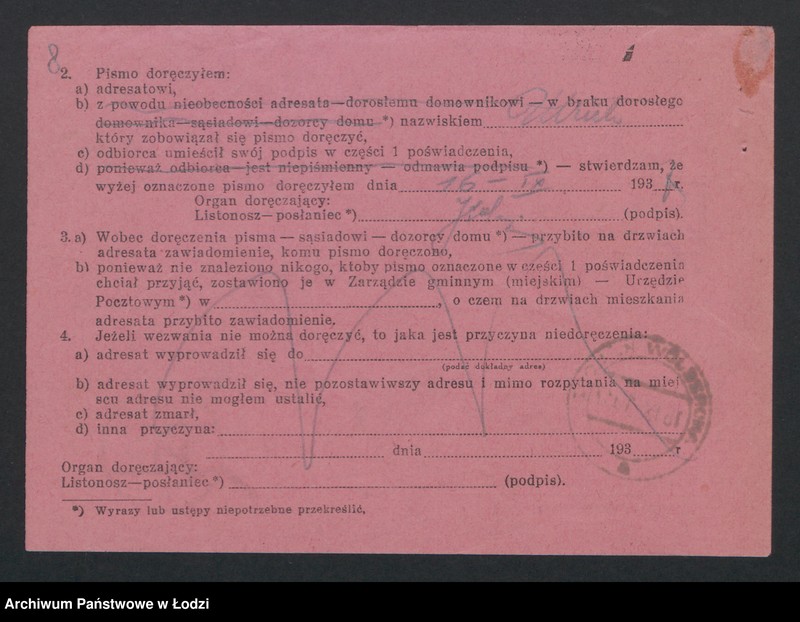 8
2. Pismo doręczyłem:
a) adresatowi,
b) z powodu nieobecności adresata—dorosłemu domownikowi — w braku dorosłego
domownika—sąsiadowi—dozorcy domu *) nazwiskiem
który zobowiązał się pismo doręczyć,
c) odbiorca umieścił swój podpis w części 1 poświadczenia,
d) ponieważ odbiorca—jest niepiśmienny — odmawia podpisu *) — stwierdzam, że
wyżej oznaczone pismo doręczyłem dnia 16 – IX 193 r.
Organ doręczający:
Listonosz—posłaniec *) (podpis).
3. a) Wobec doręczenia pisma — sąsiadowi — dozorcy domu *) — przybito na drzwiach
adresata zawiadomienie, komu pismo doręczono,
b) ponieważ nie znaleziono nikogo, ktoby pismo oznaczone w cześci 1 poświadczenia
chciał przyjąć, zostawiono je w Zarządzie gminnym (miejskim) — Urzędzie
Pocztowym *) w , o czem na drzwiach mieszkania
adresata przybito zawiadomienie.
4. Jeżeli wezwania nie można doręczyć, to jaka jest przyczyna niedoręczenia:
a) adresat wyprowadził się do
(podać dokładny adres)
b) adresat wyprowadził się, nie pozostawiwszy adresu i mimo rozpytania na miej
scu adresu nie mogłem ustalić,
c) adresat zmarł,
d) inna przyczyna:
dnia 193 r
Organ doręczający:
Listonosz—posłaniec *) (podpis).
*) Wyrazy lub ustępy niepotrzebne przekreślić.
Archiwum Państwowe w Łodzi